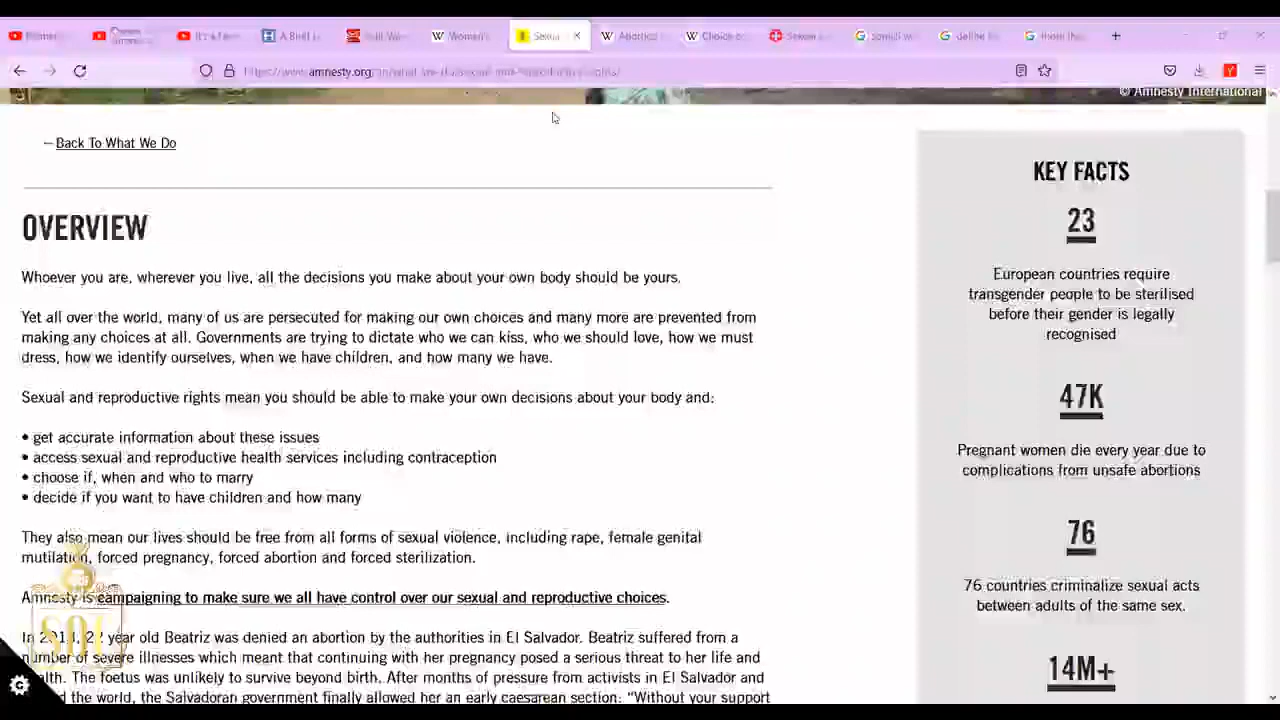 Sexual
Women's
Abortion
Choice
www.amnesty.org
© Amnesty International
←Back To What We Do
OVERVIEW
Whoever you are, wherever you live, all the decisions you make about your own body should be yours.
Yet all over the world, many of us are persecuted for making our own choices and many more are prevented from
making any choices at all. Governments are trying to dictate who we can kiss, who we should love, how we must
dress, how we identify ourselves, when we have children, and how many we have.
Sexual and reproductive rights mean you should be able to make your own decisions about your body and:
• get accurate information about these issues
• access sexual and reproductive health services including contraception
• choose if, when and who to marry
• decide if you want to have children and how many
They also mean our lives should be free from all forms of sexual violence, including rape, female genital
mutilation, forced pregnancy, forced abortion and forced sterilization.
Amnesty is campaigning to make sure we all have control over our sexual and reproductive choices.
In year old Beatriz was denied an abortion by the authorities in El Salvador. Beatriz suffered from a
number of severe illnesses which meant that continuing with her pregnancy posed a serious threat to her life and
health. The foetus was unlikely to survive beyond birth. After months of pressure from activists in El Salvador and
the world, the Salvadoran government finally allowed her an early caesarean section: “Without your support
KEY FACTS
23
European countries require
transgender people to be sterilised
before their gender is legally
recognised
47K
Pregnant women die every year due to
complications from unsafe abortions
76
76 countries criminalize sexual acts
between adults of the same sex.
14M+
SOL